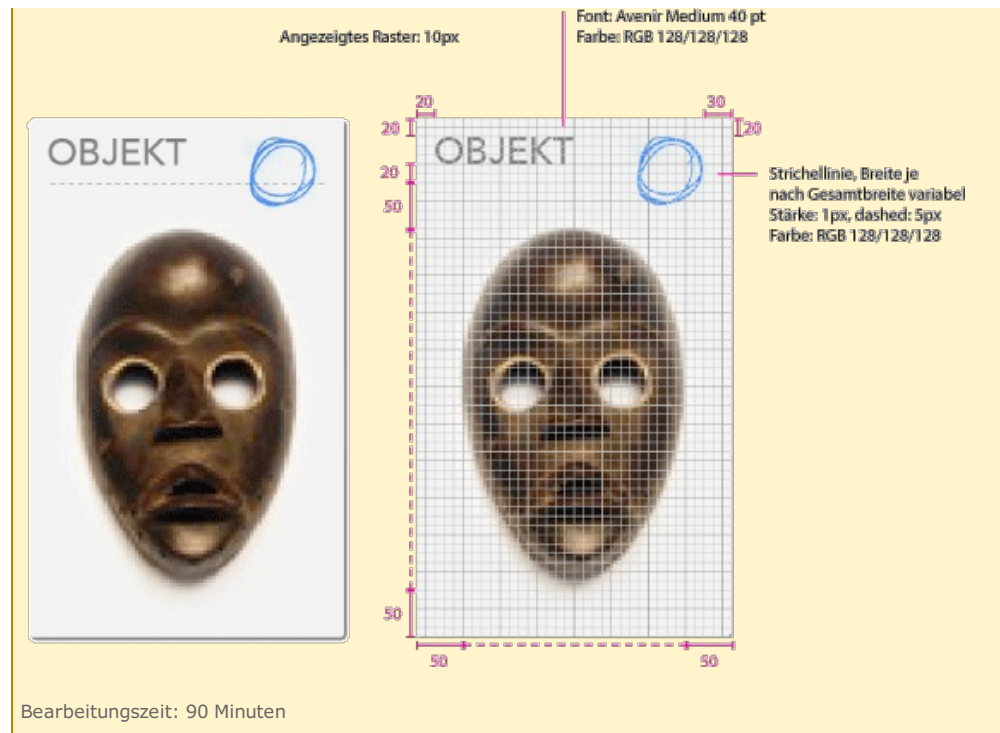 Font: Avenir Medium 40 pt
Angezeigtes Raster: 10px
Farbe: RGB 128/128/128
20
30
20
20
OBJEKT
OBJEKT
20
50
Strichellinie, Breite je
nach Gesamtbreite variabel
Stärke: 1px, dashed: 5px
Farbe: RGB 128/128/128
50
50
50
Bearbeitungszeit: 90 Minuten